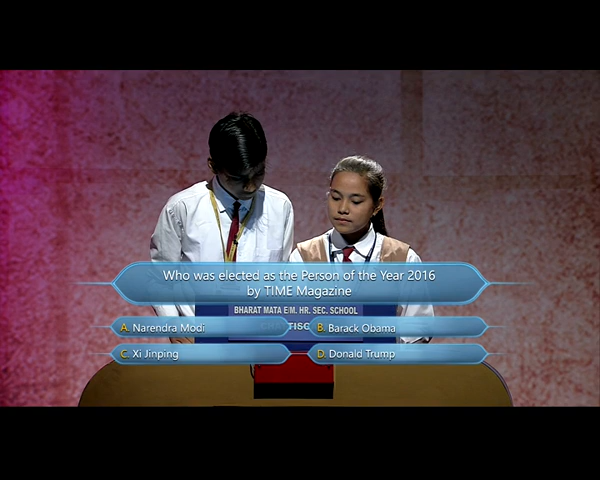 Who was elected as the Person of the Year 2016
by TIME Magazine
BHARAT MATA E/M. HR. SEC. SCHOOL
A. Narendra Modi
B. Barack Obama
C. Xi Jinping
D. Donald Trump